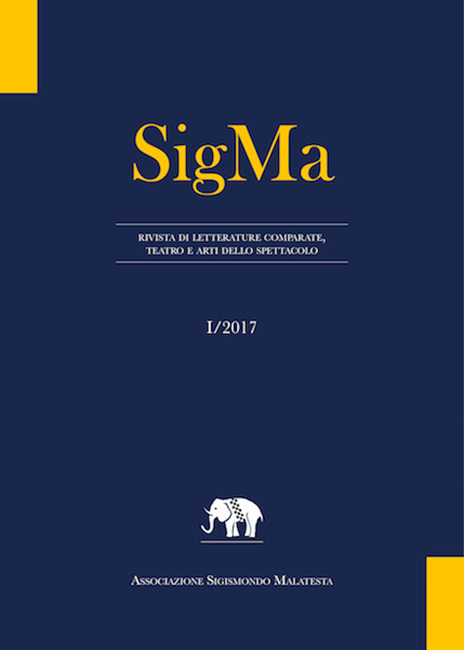 SigMa
RIVISTA DI LETTERATURE COMPARATE,
TEATRO E ARTI DELLO SPETTACOLO
I/2017
ASSOCIAZIONE SIGISMONDO MALATESTA